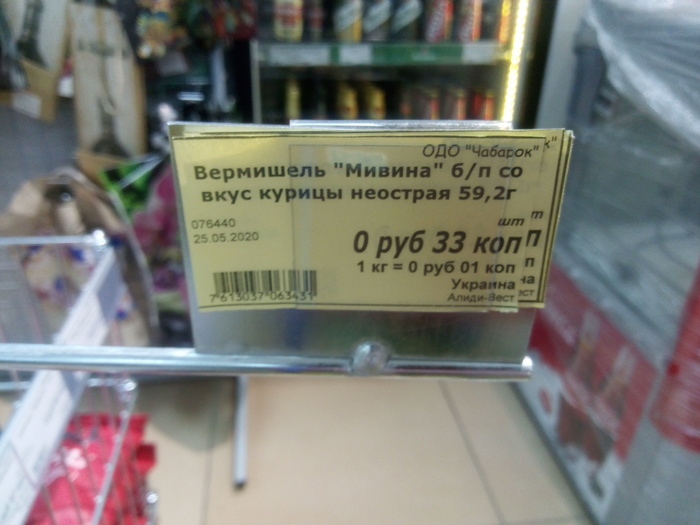 ОДО "Чабарок"
Вермишель "Мивина" б/п со
вкус курицы неострая 59,2г
076440
25.05.2020
шт
0 руб 33 коп
1 кг = 0 руб 01 коп
Украина
Алиди-Вест
7613037063431